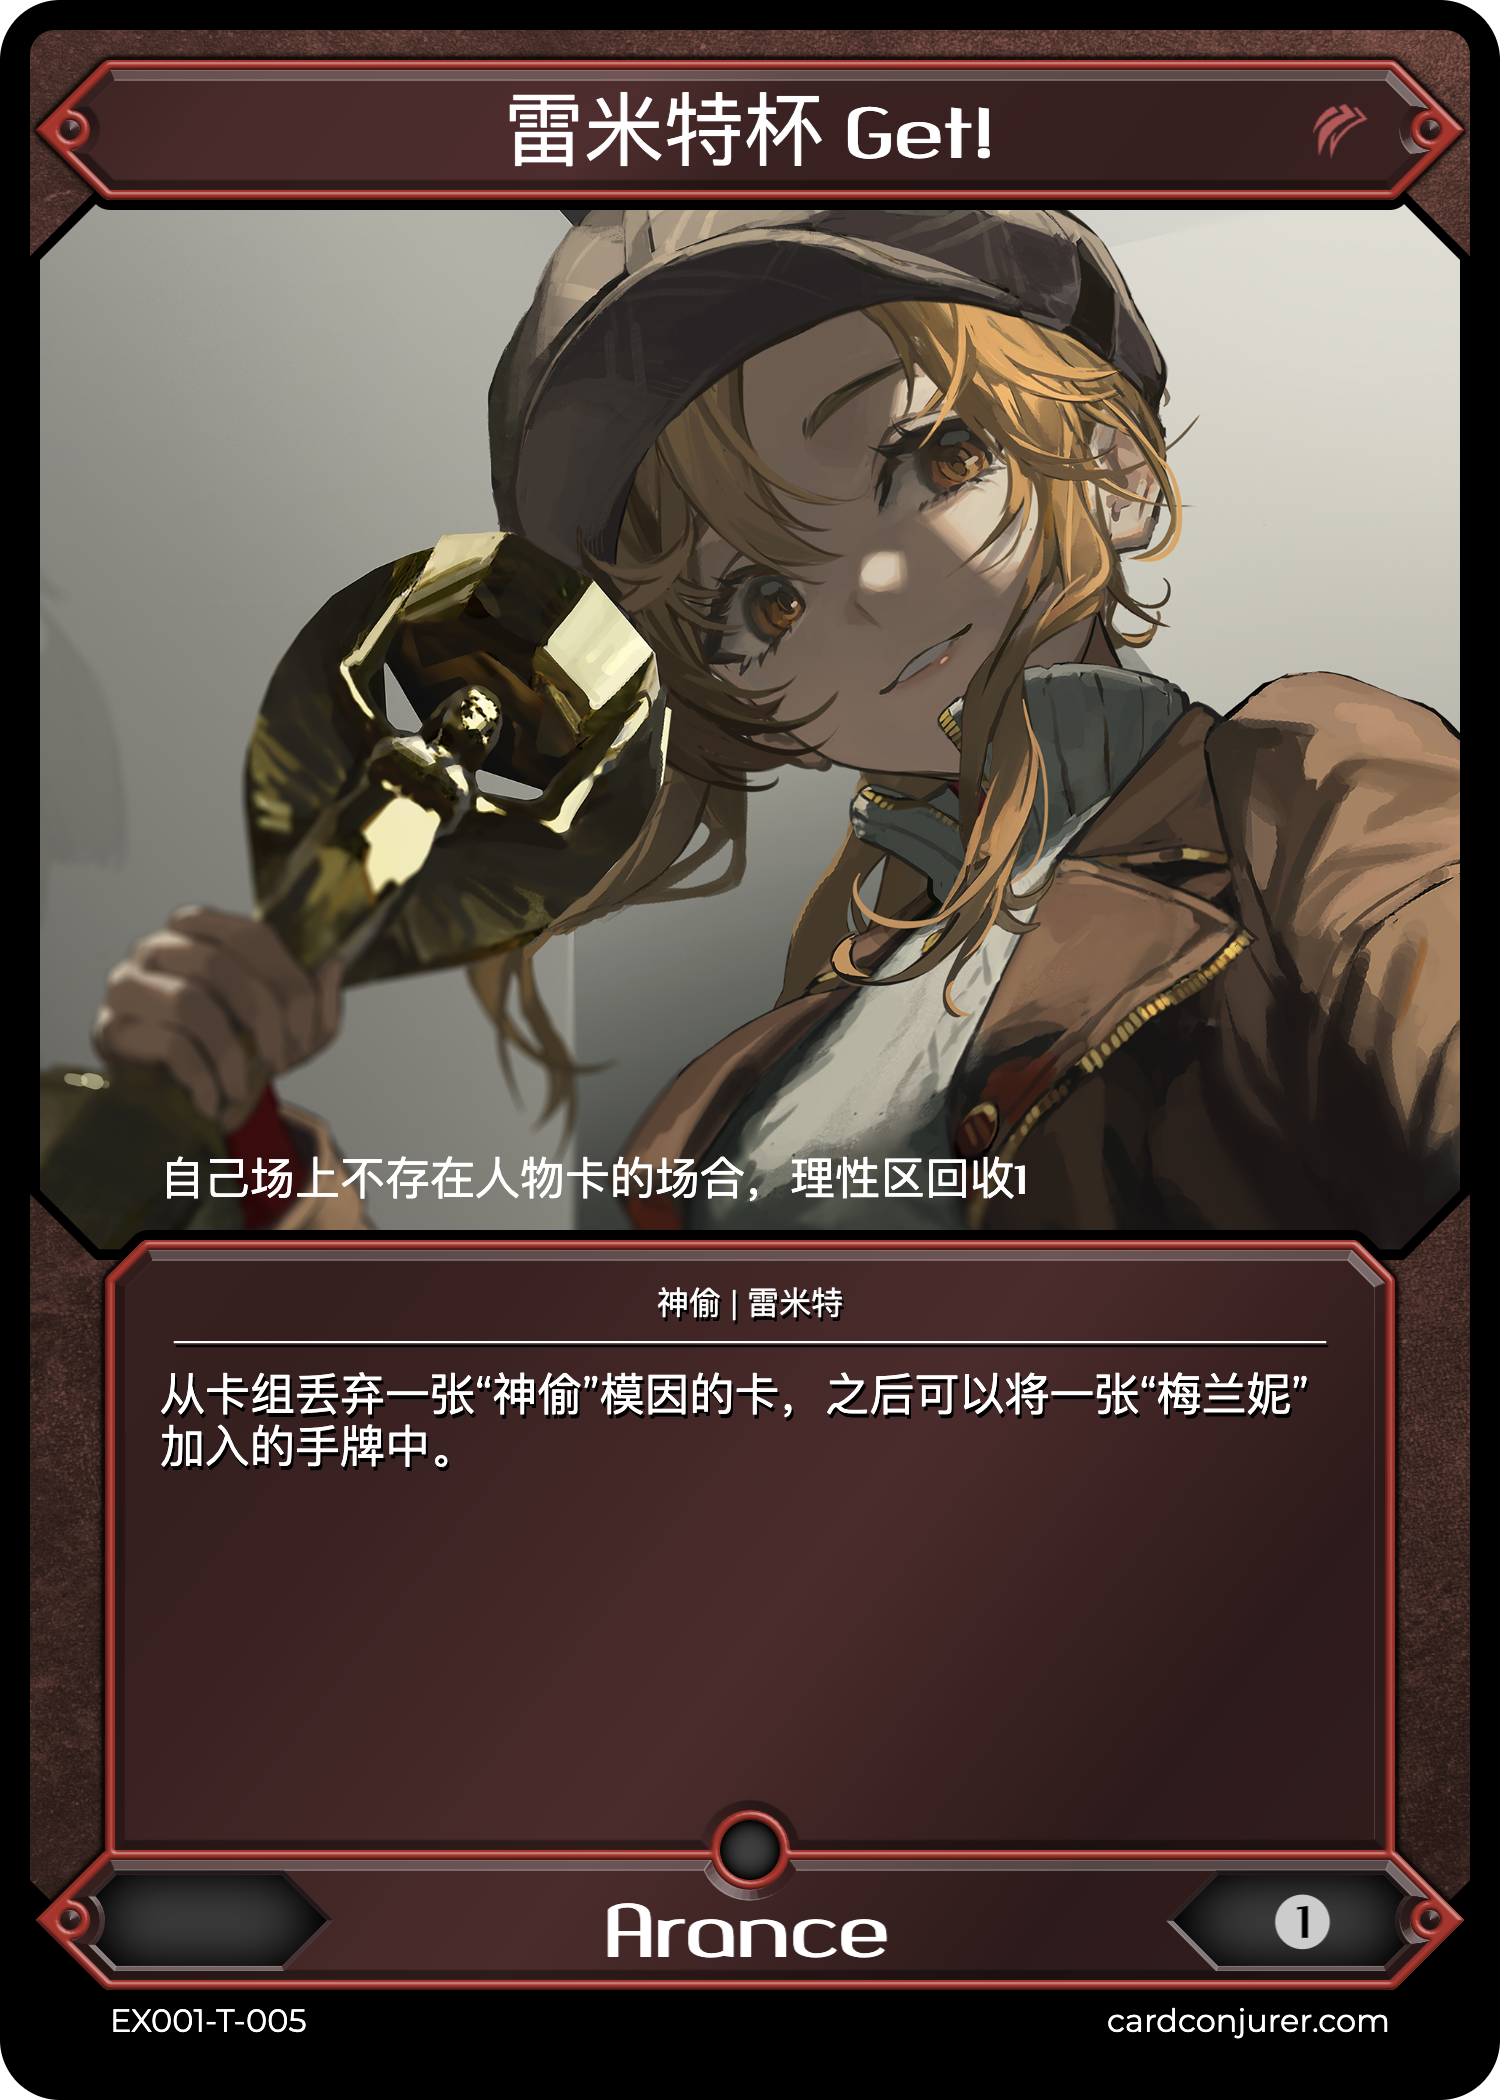 雷米特杯 Get!
自己场上不存在人物卡的场合，理性区回收1
神偷 | 雷米特
从卡组丢弃一张“神偷”模因的卡，之后可以将一张“梅兰妮”
加入的手牌中。
Arance
1
EX001-T-005
cardconjurer.com